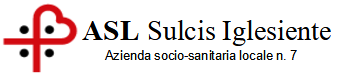 ASL Sulcis Iglesiente
Azienda socio-sanitaria locale n. 7